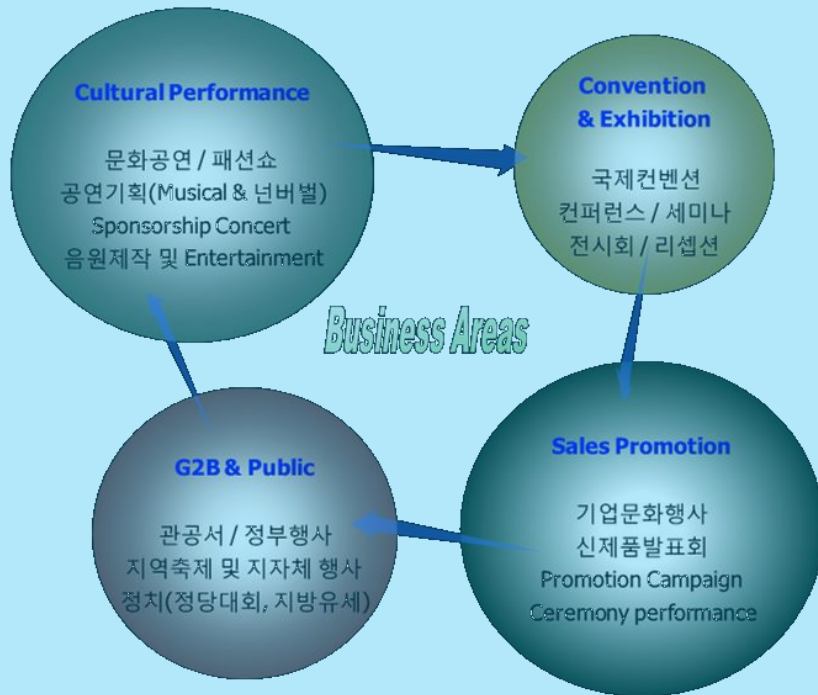 Cultural Performance
문화공연 / 패션쇼
공연기획(Musical & 넌버벌)
Sponsorship Concert
음원제작 및 Entertainment
Convention
& Exhibition
국제컨벤션
컨퍼런스 / 세미나
전시회 / 리셉션
Business Areas
G2B & Public
관공서 / 정부행사
지역축제 및 지자체 행사
정치(정당대회, 지방유세)
Sales Promotion
기업문화행사
신제품발표회
Promotion Campaign
Ceremony performance